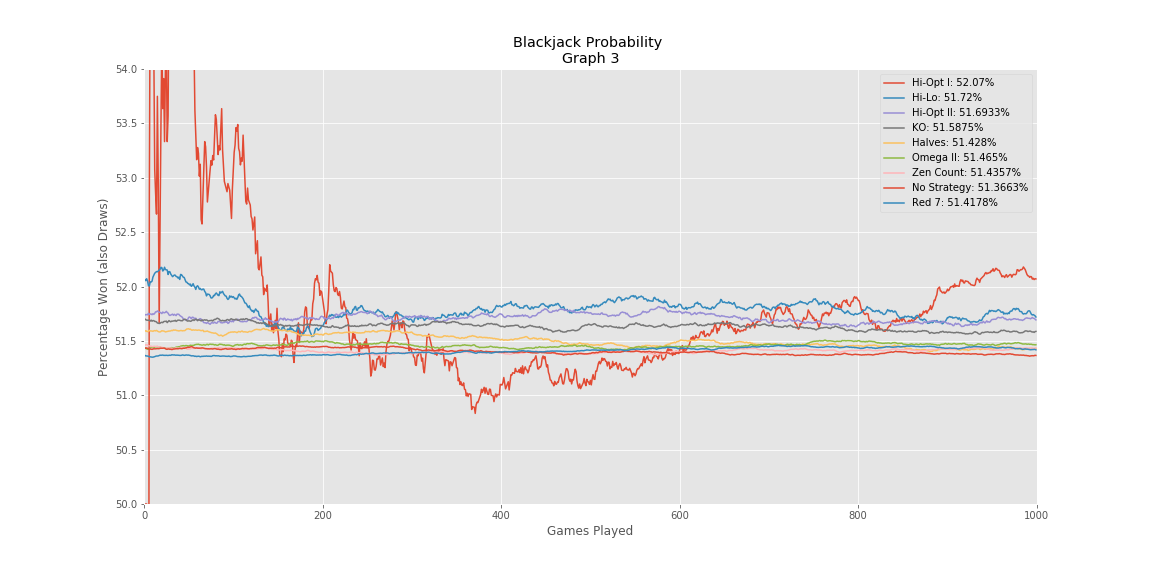 Blackjack Probability
Graph 3
Percentage Won (also Draws)
54.0
53.5
53.0
52.5
52.0
51.5
51.0
50.5
50.0
Hi-Opt I: 52.07%
Hi-Lo: 51.72%
Hi-Opt II: 51.6933%
KO: 51.5875%
Halves: 51.428%
Omega II: 51.465%
Zen Count: 51.4357%
No Strategy: 51.3663%
Red 7: 51.4178%
0 200 400 600 800 1000
Games Played